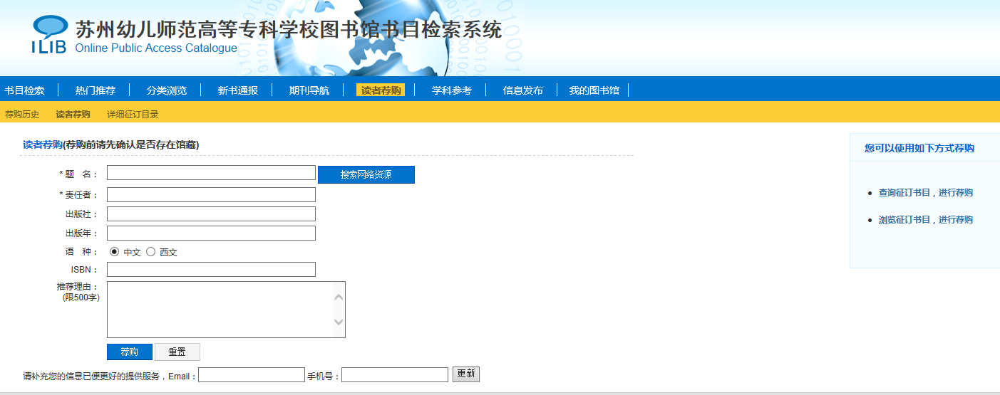 苏州幼儿师范高等专科学校图书馆书目检索系统
iLIB Online Public Access Catalogue
书目检索 热门推荐 分类浏览 新书通报 期刊导航 读者荐购 学科参考 信息发布 我的图书馆
荐购历史 读者荐购 详细征订目录
读者荐购(荐购前请先确认是否存在馆藏)
* 题 名： 搜索网络资源
* 责任者：
出版社：
出版年：
语 种： 中文 西文
ISBN：
推荐理由：
(限500字)
荐购 重置
请补充您的信息已便更好的提供服务，Email： 手机号： 更新
您可以使用如下方式荐购
查询征订书目，进行荐购
浏览征订书目，进行荐购